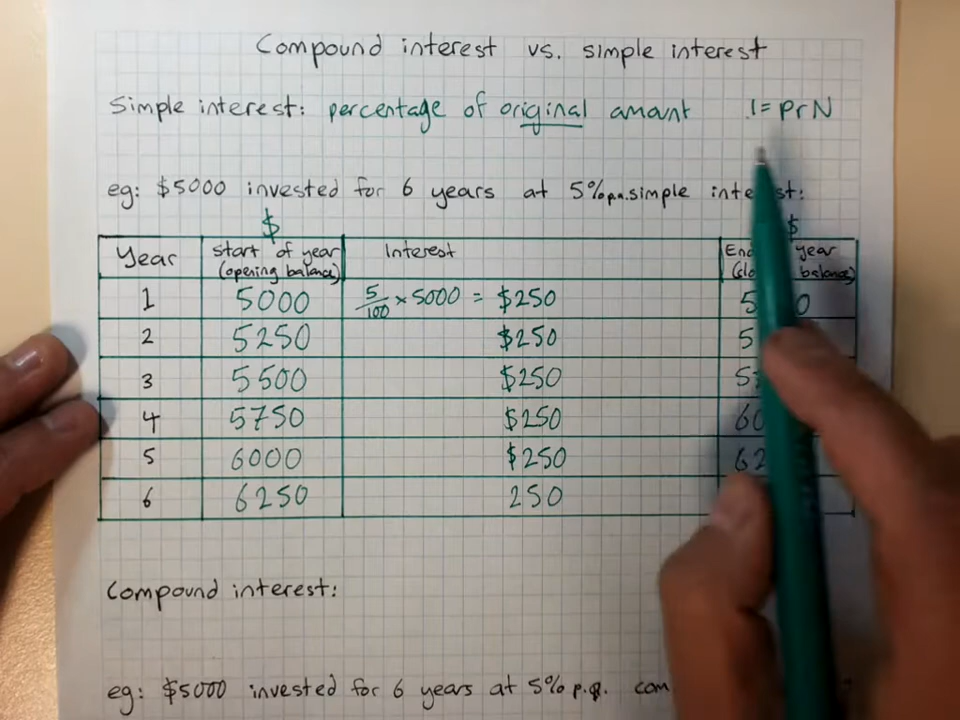 Compound interest vs. simple interest
Simple interest: percentage of original amount I = PrN
eg: $5000 invested for 6 years at 5% p.a. simple interest:
$ $
Year start of year Interest End year
(opening balance) balance)
1 5000 5/100 × 5000 = $250
2 5250 $250
3 5500 $250
4 5750 $250
5 6000 $250
6 6250 250
Compound interest:
eg: $5000 invested for 6 years at 5% p.a.